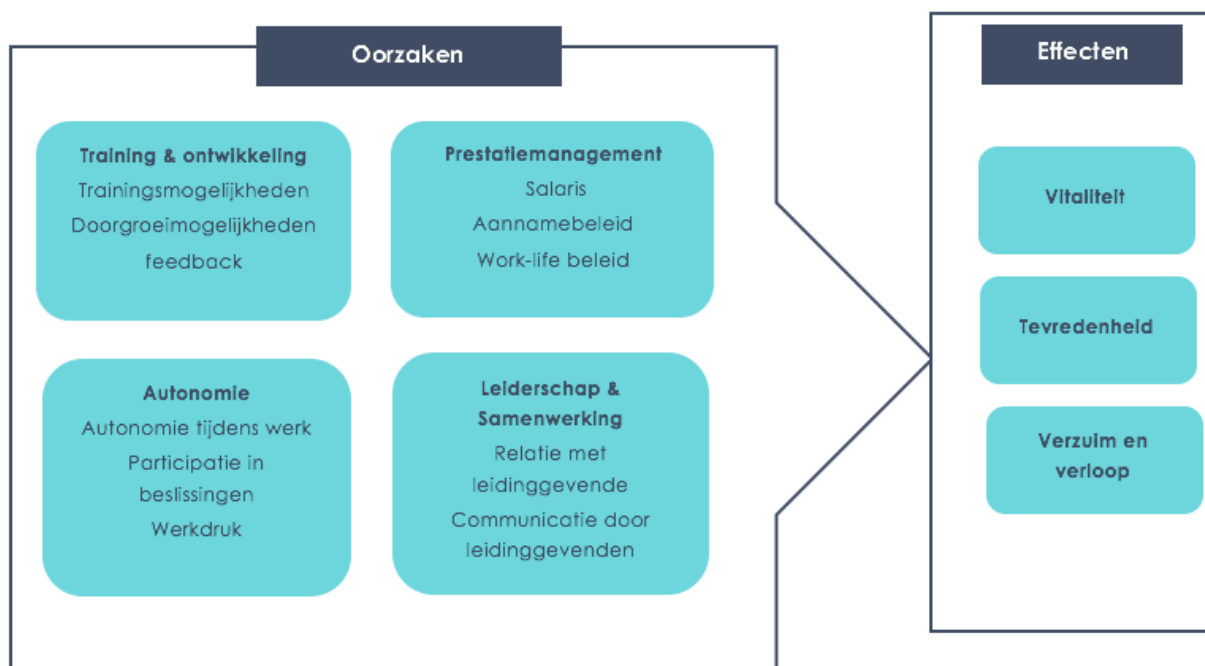 Oorzaken
Training & ontwikkeling
Trainingsmogelijkheden
Doorgroeimogelijkheden
feedback
Prestatiemanagement
Salaris
Aannamebeleid
Work-life beleid
Autonomie
Autonomie tijdens werk
Participatie in
beslissingen
Werkdruk
Leiderschap &
Samenwerking
Relatie met
leidinggevende
Communicatie door
leidinggevenden
Effecten
Vitaliteit
Tevredenheid
Verzuim en
verloop